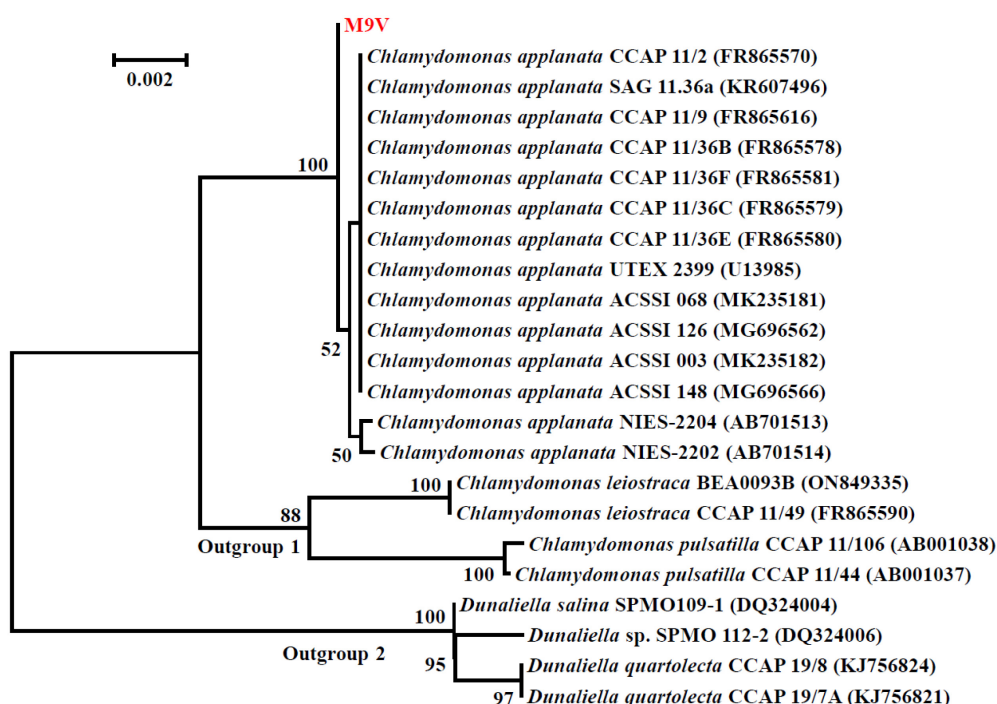 M9V
0.002
Chlamydomonas applanata CCAP 11/2 (FR865570)
Chlamydomonas applanata SAG 11.36a (KR607496)
Chlamydomonas applanata CCAP 11/9 (FR865616)
Chlamydomonas applanata CCAP 11/36B (FR865578)
100
Chlamydomonas applanata CCAP 11/36F (FR865581)
Chlamydomonas applanata CCAP 11/36C (FR865579)
Chlamydomonas applanata CCAP 11/36E (FR865580)
Chlamydomonas applanata UTEX 2399 (U13985)
Chlamydomonas applanata ACSSI 068 (MK235181)
Chlamydomonas applanata ACSSI 126 (MG696562)
52
Chlamydomonas applanata ACSSI 003 (MK235182)
Chlamydomonas applanata ACSSI 148 (MG696566)
Chlamydomonas applanata NIES-2204 (AB701513)
50
Chlamydomonas applanata NIES-2202 (AB701514)
100
Chlamydomonas leiostraca BEA0093B (ON849335)
88
Chlamydomonas leiostraca CCAP 11/49 (FR865590)
Outgroup 1
Chlamydomonas pulsatilla CCAP 11/106 (AB001038)
100
Chlamydomonas pulsatilla CCAP 11/44 (AB001037)
100
Dunaliella salina SPMO109-1 (DQ324004)
Outgroup 2
Dunaliella sp. SPMO 112-2 (DQ324006)
95
Dunaliella quartolecta CCAP 19/8 (KJ756824)
97
Dunaliella quartolecta CCAP 19/7A (KJ756821)